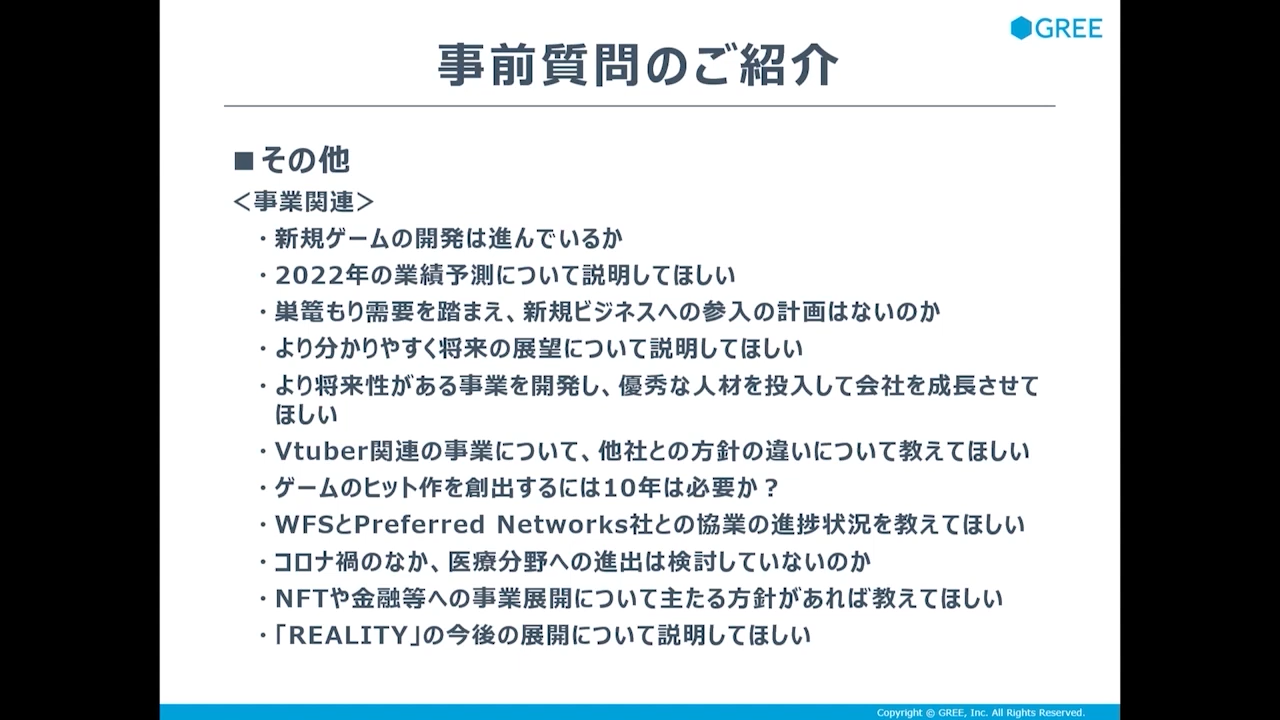 GREE
事前質問のご紹介
■その他
＜事業関連＞
・新規ゲームの開発は進んでいるか
・2022年の業績予測について説明してほしい
・巣篭もり需要を踏まえ、新規ビジネスへの参入の計画はないのか
・より分かりやすく将来の展望について説明してほしい
・より将来性がある事業を開発し、優秀な人材を投入して会社を成長させて
ほしい
・Vtuber関連の事業について、他社との方針の違いについて教えてほしい
・ゲームのヒット作を創出するには10年は必要か？
・WFSとPreferred Networks社との協業の進捗状況を教えてほしい
・コロナ禍のなか、医療分野への進出は検討していないのか
・NFTや金融等への事業展開について主たる方針があれば教えてほしい
・「REALITY」の今後の展開について説明してほしい
Copyright © GREE, Inc. All Rights Reserved.